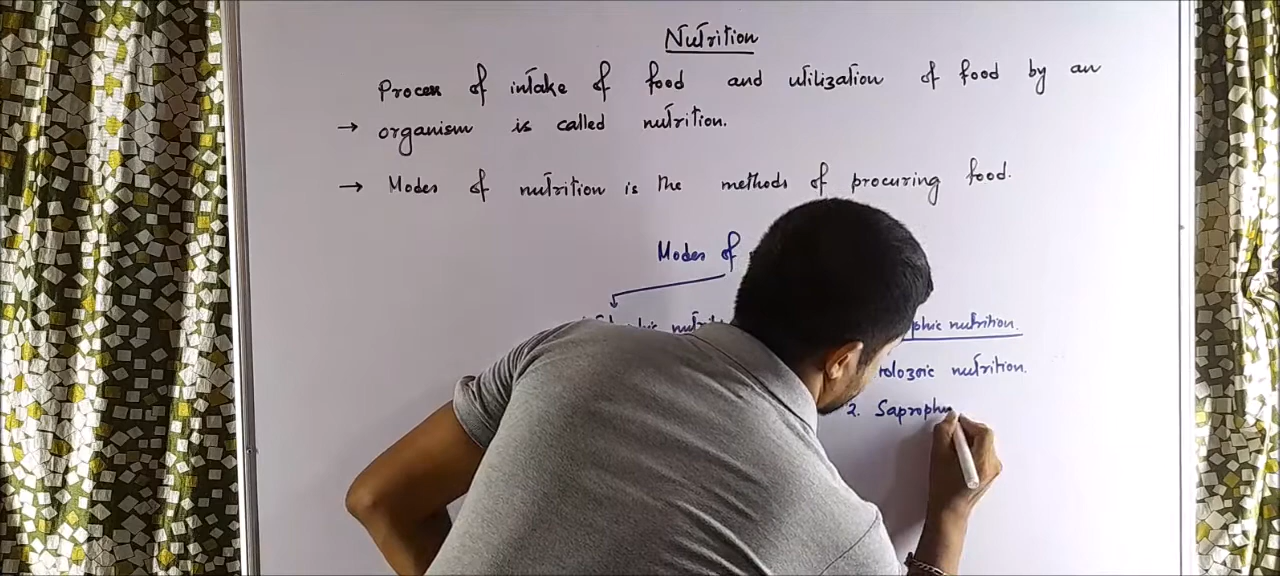 Nutrition
Process of intake of food and utilization of food by an
→ organism is called nutrition.
→ Modes of nutrition is the methods of procuring food.
Modes of
phic nutrition.
olozoic nutrition.
2. Saprophy